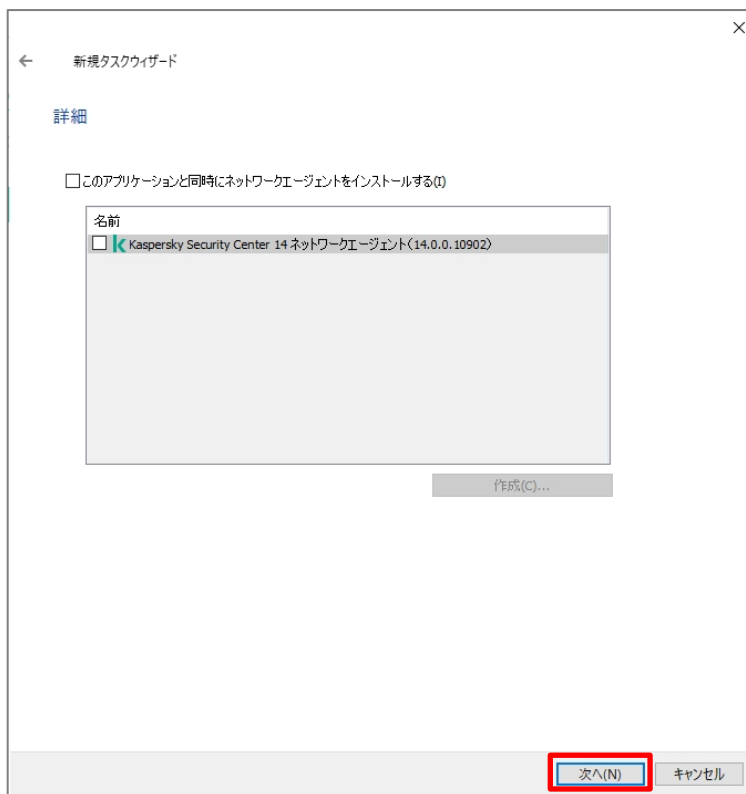 新規タスクウィザード
詳細
このアプリケーションと同時にネットワークエージェントをインストールする(I)
名前
Kaspersky Security Center 14 ネットワークエージェント(14.0.0.10902)
作成(C)...
次へ(N)
キャンセル